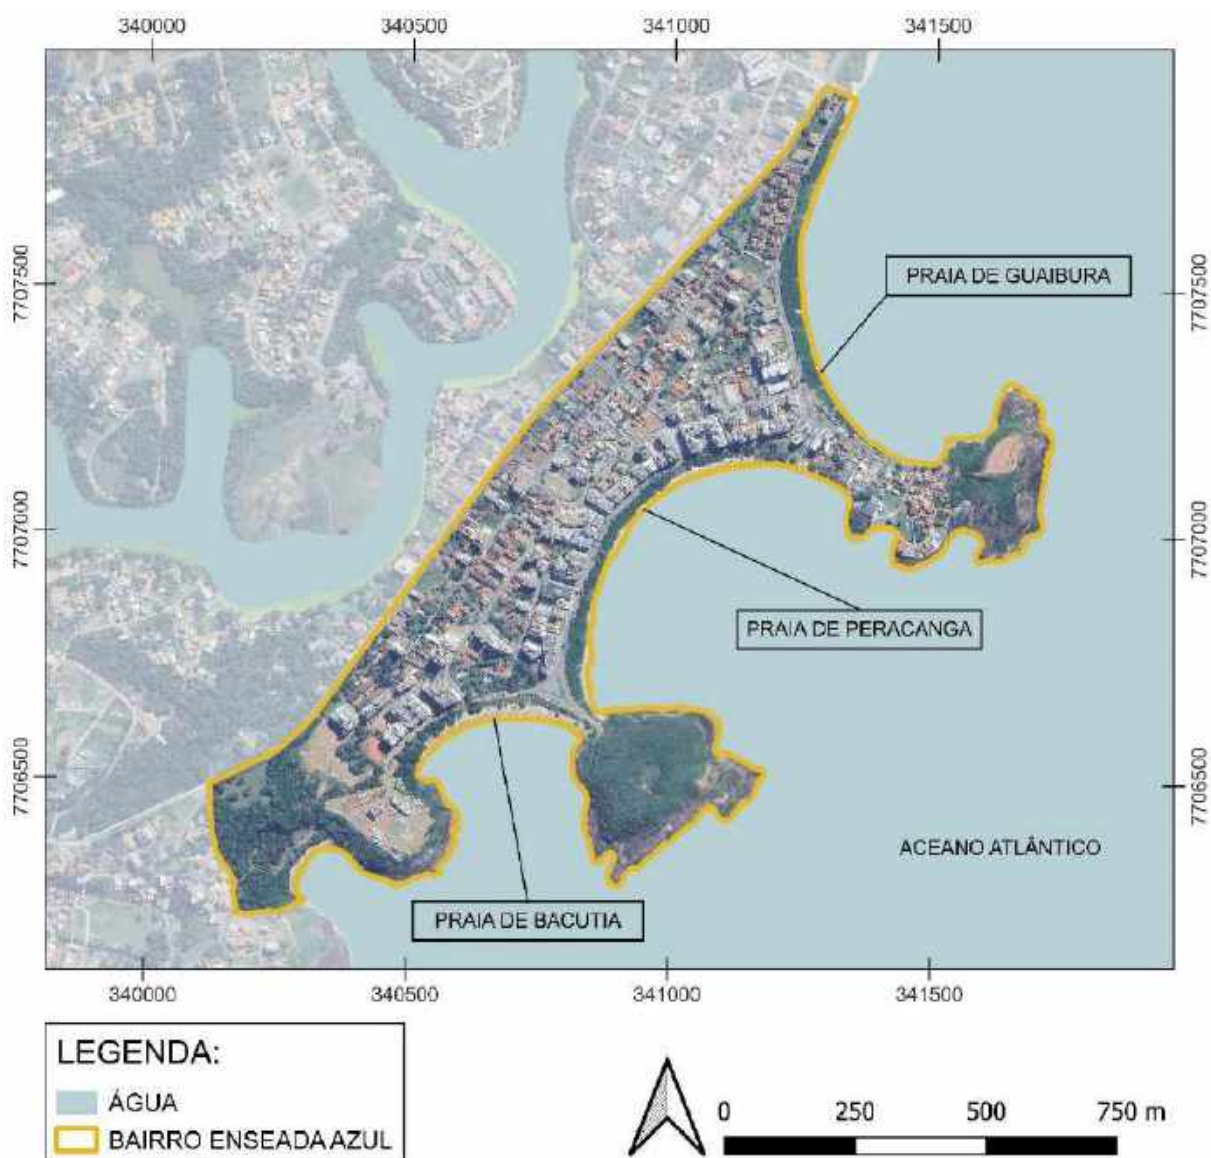 340000 340500 341000 341500
7707500 7707500
PRAIA DE GUAIBURA
7707000 7707000
PRAIA DE PERACANGA
7706500 7706500
ACEANO ATLÂNTICO
PRAIA DE BACUTIA
340000 340500 341000 341500
LEGENDA:
ÁGUA
BAIRRO ENSEADA AZUL
0 250 500 750 m